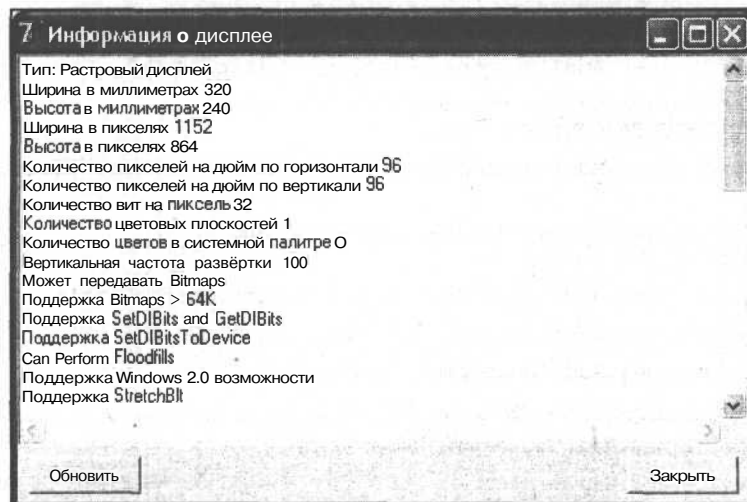 7 Информация о дисплее
Тип: Растровый дисплей
Ширина в миллиметрах 320
Высота в миллиметрах 240
Ширина в пикселях 1152
Высота в пикселях 864
Количество пикселей на дюйм по горизонтали 96
Количество пикселей на дюйм по вертикали 96
Количество вит на пиксель 32
Количество цветовых плоскостей 1
Количество цветов в системной палитре О
Вертикальная частота развёртки 100
Может передавать Bitmaps
Поддержка Bitmaps > 64K
Поддержка SetDIBits and GetDIBits
Поддержка SetDIBitsToDevice
Can Perform Floodfills
Поддержка Windows 2.0 возможности
Поддержка StretchBlt
Обновить
Закрыть